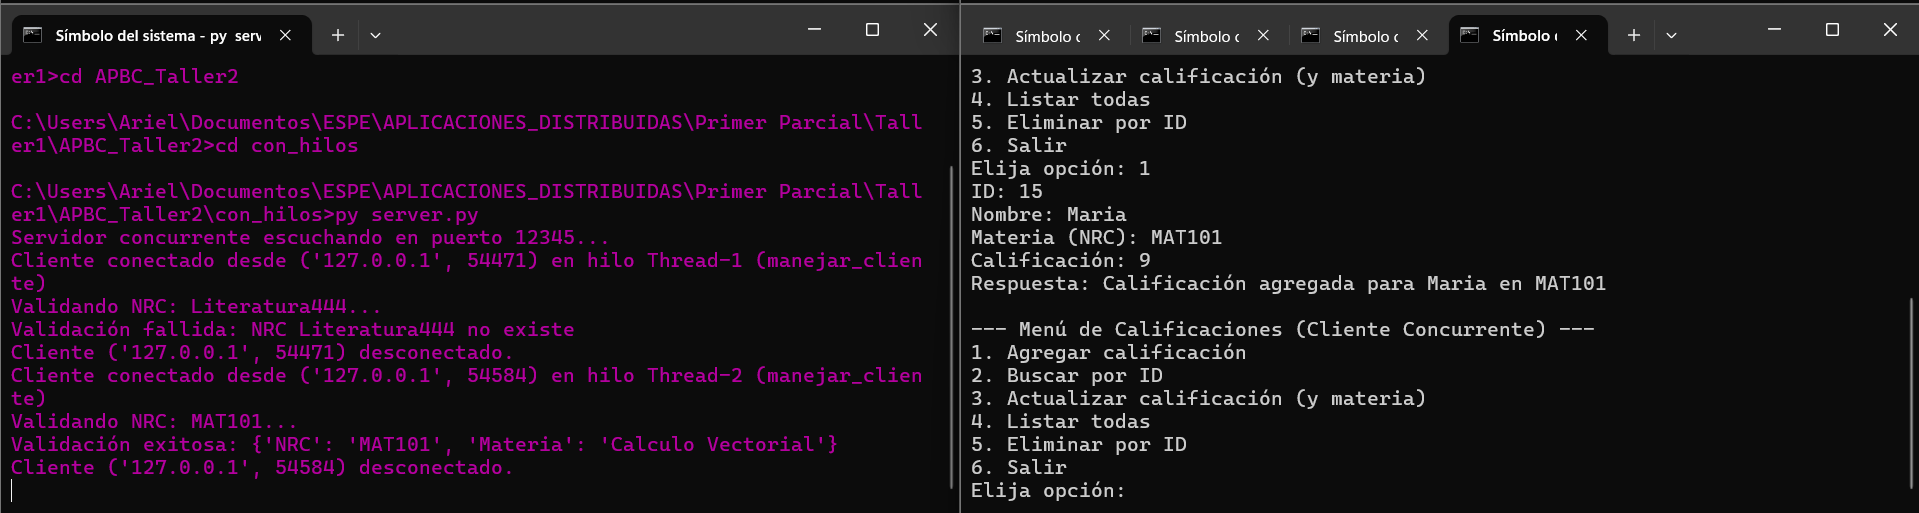 Símbolo del sistema - py serv
er1>cd APBC_Taller2
C:\Users\Ariel\Documentos\ESPE\APLICACIONES_DISTRIBUIDAS\Primer Parcial\Tall
er1\APBC_Taller2>cd con_hilos
C:\Users\Ariel\Documentos\ESPE\APLICACIONES_DISTRIBUIDAS\Primer Parcial\Tall
er1\APBC_Taller2\con_hilos>py server.py
Servidor concurrente escuchando en puerto 12345...
Cliente conectado desde ('127.0.0.1', 54471) en hilo Thread-1 (manejar_clien
te)
Validando NRC: Literatura444...
Validación fallida: NRC Literatura444 no existe
Cliente ('127.0.0.1', 54471) desconectado.
Cliente conectado desde ('127.0.0.1', 54584) en hilo Thread-2 (manejar_clien
te)
Validando NRC: MAT101...
Validación exitosa: {'NRC': 'MAT101', 'Materia': 'Calculo Vectorial'}
Cliente ('127.0.0.1', 54584) desconectado.
Símbolo c
Símbolo c
Símbolo c
Símbolo
3. Actualizar calificación (y materia)
4. Listar todas
5. Eliminar por ID
6. Salir
Elija opción: 1
ID: 15
Nombre: Maria
Materia (NRC): MAT101
Calificación: 9
Respuesta: Calificación agregada para Maria en MAT101
--- Menú de Calificaciones (Cliente Concurrente) ---
1. Agregar calificación
2. Buscar por ID
3. Actualizar calificación (y materia)
4. Listar todas
5. Eliminar por ID
6. Salir
Elija opción: